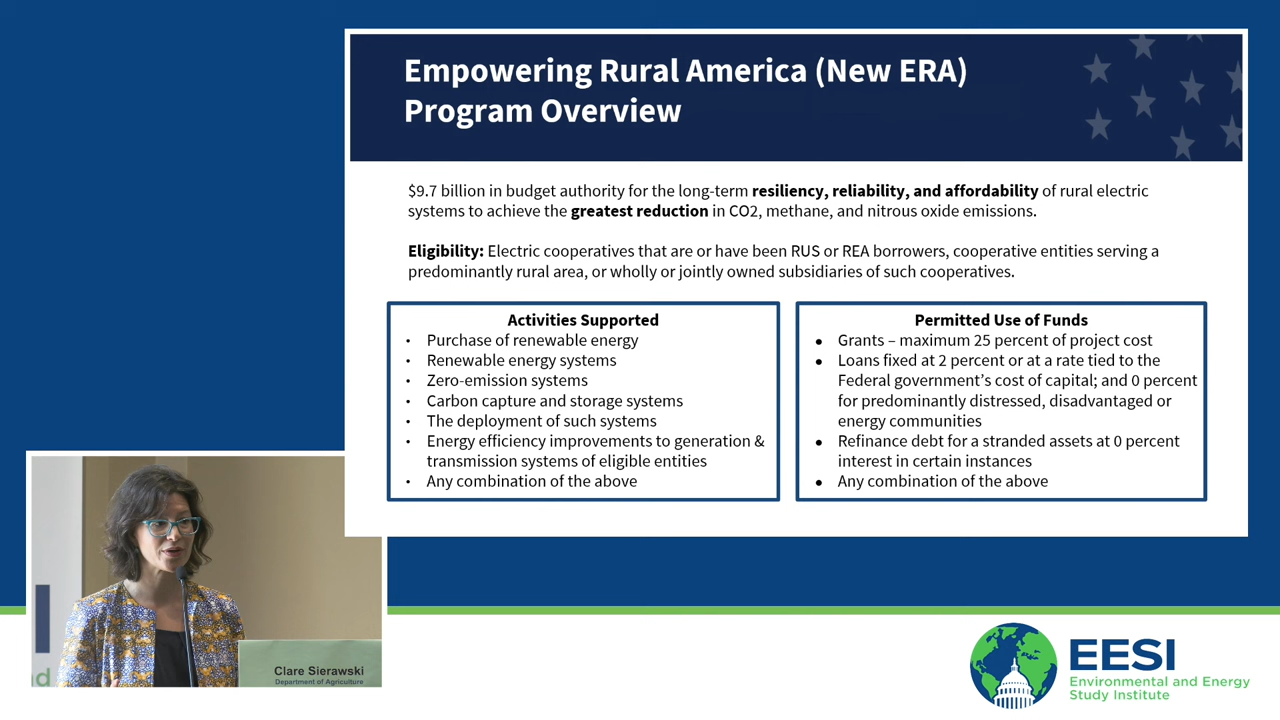 Empowering Rural America (New ERA)
Program Overview
$9.7 billion in budget authority for the long-term resiliency, reliability, and affordability of rural electric
systems to achieve the greatest reduction in CO2, methane, and nitrous oxide emissions.
Eligibility: Electric cooperatives that are or have been RUS or REA borrowers, cooperative entities serving a
predominantly rural area, or wholly or jointly owned subsidiaries of such cooperatives.
Activities Supported
• Purchase of renewable energy
• Renewable energy systems
• Zero-emission systems
• Carbon capture and storage systems
• The deployment of such systems
• Energy efficiency improvements to generation &
transmission systems of eligible entities
• Any combination of the above
Permitted Use of Funds
• Grants – maximum 25 percent of project cost
• Loans fixed at 2 percent or at a rate tied to the
Federal government's cost of capital; and 0 percent
for predominantly distressed, disadvantaged or
energy communities
• Refinance debt for a stranded assets at 0 percent
interest in certain instances
• Any combination of the above
nd
Clare Sierawski
Department of Agriculture
EESI
Environmental and Energy
Study Institute